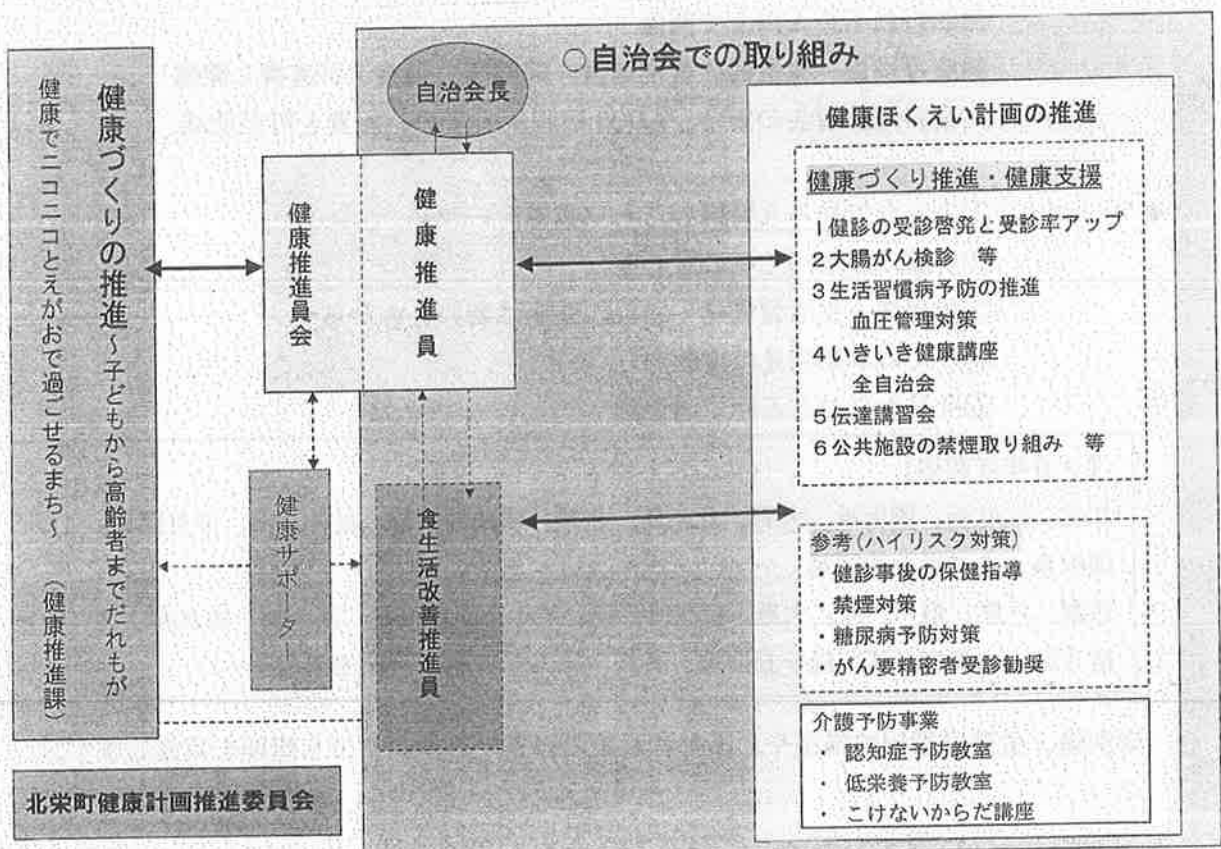 健康づくりの推進～子どもから高齢者までだれもが
健康でニコニコとえがおで過ごせるまち～　（健康推進課）
北栄町健康計画推進委員会
○自治会での取り組み
自治会長
健康推進員会
健康推進員
健康サポーター
食生活改善推進員
健康ほくえい計画の推進
健康づくり推進・健康支援
1健診の受診啓発と受診率アップ
2大腸がん検診　等
3生活習慣病予防の推進
血圧管理対策
4いきいき健康講座
全自治会
5伝達講習会
6公共施設の禁煙取り組み　等
参考(ハイリスク対策)
・健診事後の保健指導
・禁煙対策
・糖尿病予防対策
・がん要精密者受診勧奨
介護予防事業
・ 認知症予防教室
・ 低栄養予防教室
・ こけないからだ講座